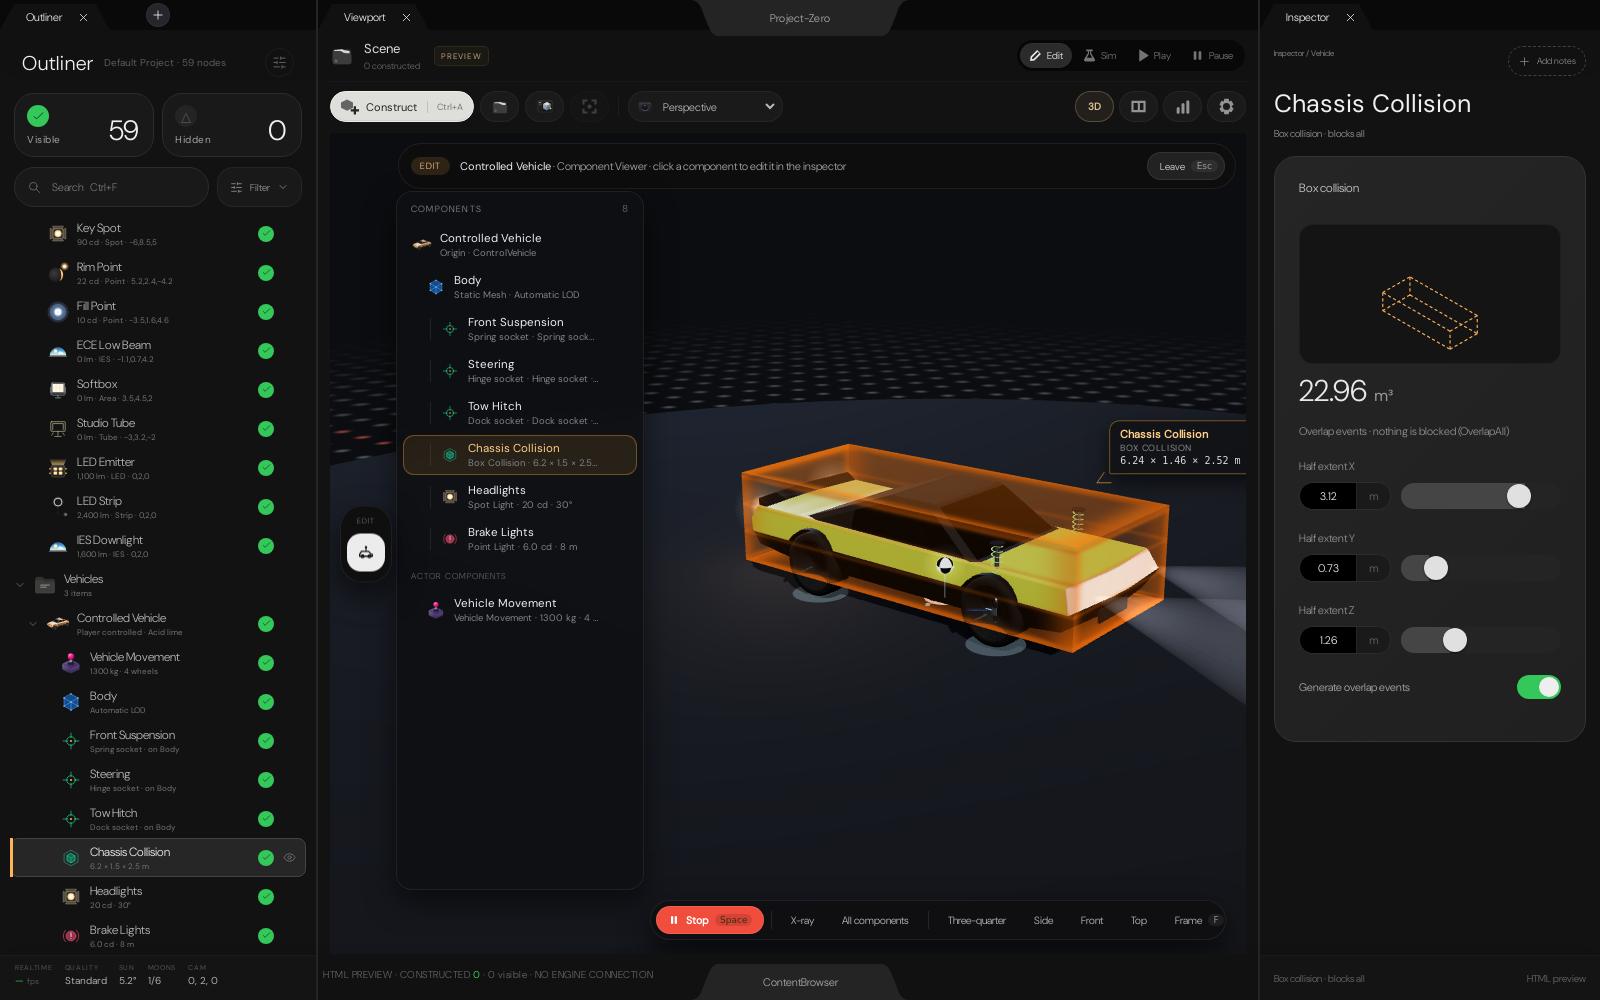 Outliner
Viewport
Project-Zero
Inspector
Outliner
Default Project · 59 nodes
Visible
59
Hidden
0
Search Ctrl+F
Filter
Key Spot
90 cd · Spot · -6,8.5,5
Rim Point
22 cd · Point · 5.2,2.4,-4.2
Fill Point
10 cd · Point · -3.5,1.6,4.6
ECE Low Beam
0 lm · IES · -1.1,0.7,4.2
Softbox
0 lm · Area · 3.5,4.5,2
Studio Tube
0 lm · Tube · -3,3.2,-2
LED Emitter
1,100 lm · LED · 0,2,0
LED Strip
2,400 lm · Strip · 0,2,0
IES Downlight
1,600 lm · IES · 0,2,0
Vehicles
3 items
Controlled Vehicle
Player controlled · Acid lime
Vehicle Movement
1300 kg · 4 wheels
Body
Automatic LOD
Front Suspension
Spring socket · on Body
Steering
Hinge socket · on Body
Tow Hitch
Dock socket · on Body
Chassis Collision
6.2 × 1.5 × 2.5 m
Headlights
20 cd · 30°
Brake Lights
6.0 cd · 8 m
REALTIME
QUALITY
SUN
MOONS
CAM
fps
Standard
5.2°
1/6
0, 2, 0
Scene
0 constructed
PREVIEW
Edit
Sim
Play
Pause
Construct
Ctrl+A
Perspective
3D
EDIT
Controlled Vehicle · Component Viewer · click a component to edit it in the inspector
Leave Esc
COMPONENTS
8
Controlled Vehicle
Origin · ControlVehicle
Body
Static Mesh · Automatic LOD
Front Suspension
Spring socket · Spring sock...
Steering
Hinge socket · Hinge socket ·...
Tow Hitch
Dock socket · Dock socket ·...
Chassis Collision
Box Collision · 6.2 × 1.5 × 2.5...
Headlights
Spot Light · 20 cd · 30°
Brake Lights
Point Light · 6.0 cd · 8 m
ACTOR COMPONENTS
Vehicle Movement
Vehicle Movement · 1300 kg · 4 ...
EDIT
Chassis Collision
BOX COLLISION
6.24 × 1.46 × 2.52 m
Stop Space
X-ray
All components
Three-quarter
Side
Front
Top
Frame F
HTML PREVIEW · CONSTRUCTED 0 · 0 visible · NO ENGINE CONNECTION
ContentBrowser
Inspector / Vehicle
Add notes
Chassis Collision
Box collision · blocks all
Box collision
22.96 m³
Overlap events · nothing is blocked (OverlapAll)
Half extent X
3.12 m
Half extent Y
0.73 m
Half extent Z
1.26 m
Generate overlap events
Box collision · blocks all
HTML preview